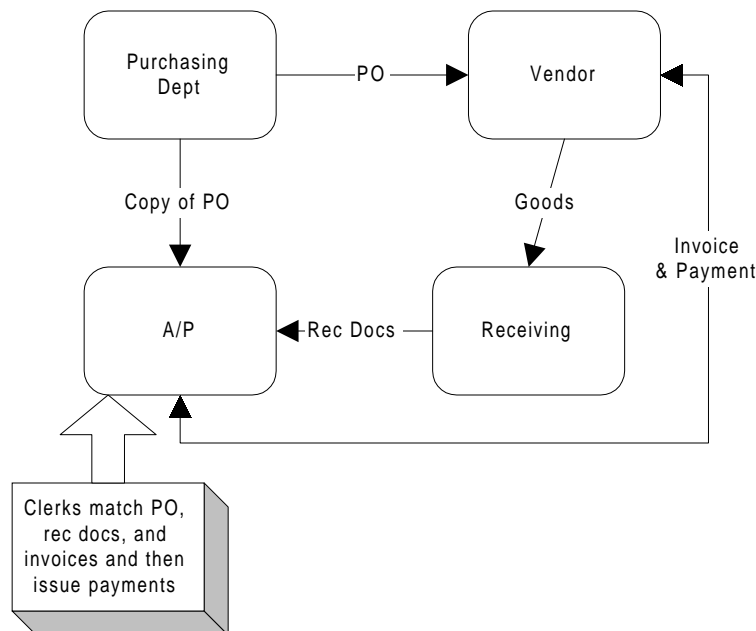 Purchasing
Dept
PO
Vendor
Copy of PO
Goods
Invoice
& Payment
A/P
Rec Docs
Receiving
Clerks match PO,
rec docs, and
invoices and then
issue payments